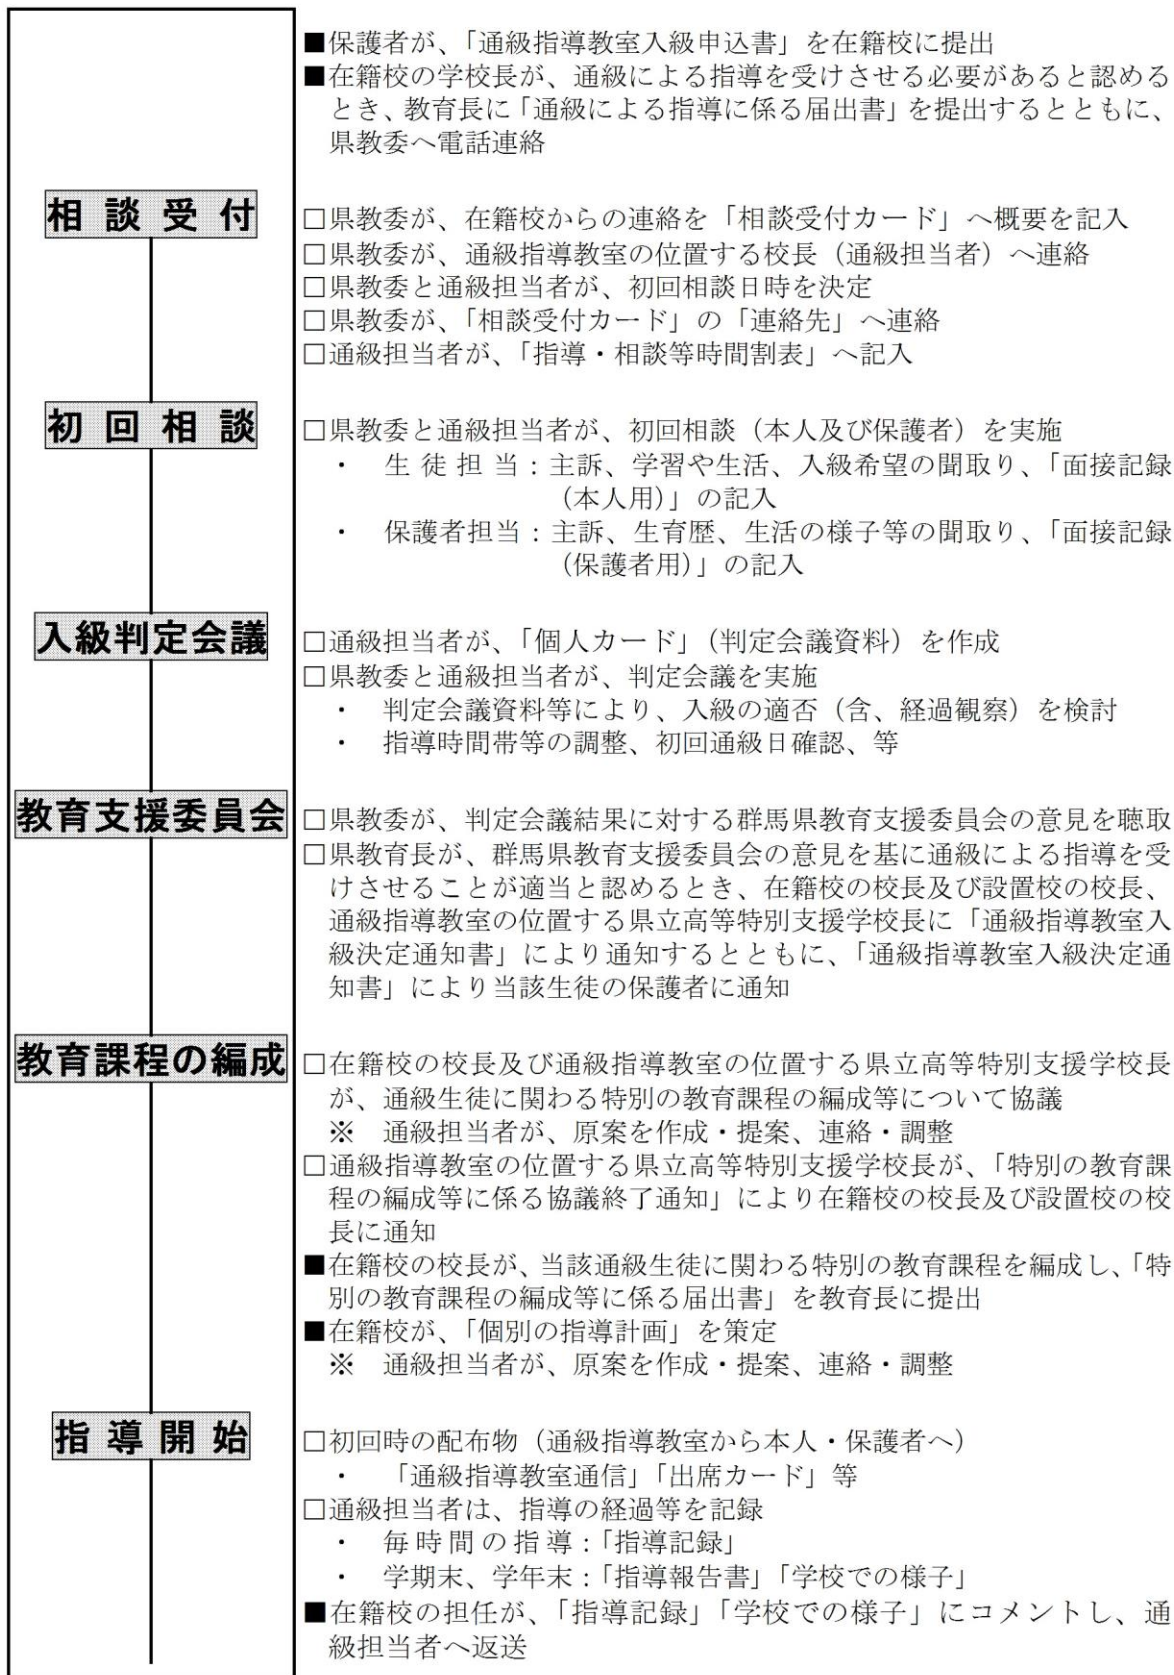 ■保護者が、「通級指導教室入級申込書」を在籍校に提出
■在籍校の学校長が、通級による指導を受けさせる必要があると認める
とき、教育長に「通級による指導に係る届出書」を提出するとともに、
県教委へ電話連絡
相談受付
□県教委が、在籍校からの連絡を「相談受付カード」へ概要を記入
□県教委が、通級指導教室の位置する校長（通級担当者）へ連絡
□県教委と通級担当者が、初回相談日時を決定
□県教委が、「相談受付カード」の「連絡先」へ連絡
□通級担当者が、「指導・相談等時間割表」へ記入
初回相談
□県教委と通級担当者が、初回相談（本人及び保護者）を実施
・　生徒担当：主訴、学習や生活、入級希望の聞取り、「面接記録
（本人用）」の記入
・　保護者担当：主訴、生育歴、生活の様子等の聞取り、「面接記録
（保護者用）」の記入
入級判定会議
□通級担当者が、「個人カード」（判定会議資料）を作成
□県教委と通級担当者が、判定会議を実施
・　判定会議資料等により、入級の適否（含、経過観察）を検討
・　指導時間帯等の調整、初回通級日確認、等
教育支援委員会
□県教委が、判定会議結果に対する群馬県教育支援委員会の意見を聴取
□県教育長が、群馬県教育支援委員会の意見を基に通級による指導を受
けさせることが適当と認めるとき、在籍校の校長及び設置校の校長、
通級指導教室の位置する県立高等特別支援学校長に「通級指導教室入
級決定通知書」により通知するとともに、「通級指導教室入級決定通
知書」により当該生徒の保護者に通知
教育課程の編成
□在籍校の校長及び通級指導教室の位置する県立高等特別支援学校長
が、通級生徒に関わる特別の教育課程の編成等について協議
※　通級担当者が、原案を作成・提案、連絡・調整
□通級指導教室の位置する県立高等特別支援学校長が、「特別の教育課
程の編成等に係る協議終了通知」により在籍校の校長及び設置校の校
長に通知
■在籍校の校長が、当該通級生徒に関わる特別の教育課程を編成し、「特
別の教育課程の編成等に係る届出書」を教育長に提出
■在籍校が、「個別の指導計画」を策定
※　通級担当者が、原案を作成・提案、連絡・調整
指導開始
□初回時の配布物（通級指導教室から本人・保護者へ）
・　「通級指導教室通信」「出席カード」等
□通級担当者は、指導の経過等を記録
・　毎時間の指導：「指導記録」
・　学期末、学年末：「指導報告書」「学校での様子」
■在籍校の担任が、「指導記録」「学校での様子」にコメントし、通
級担当者へ返送